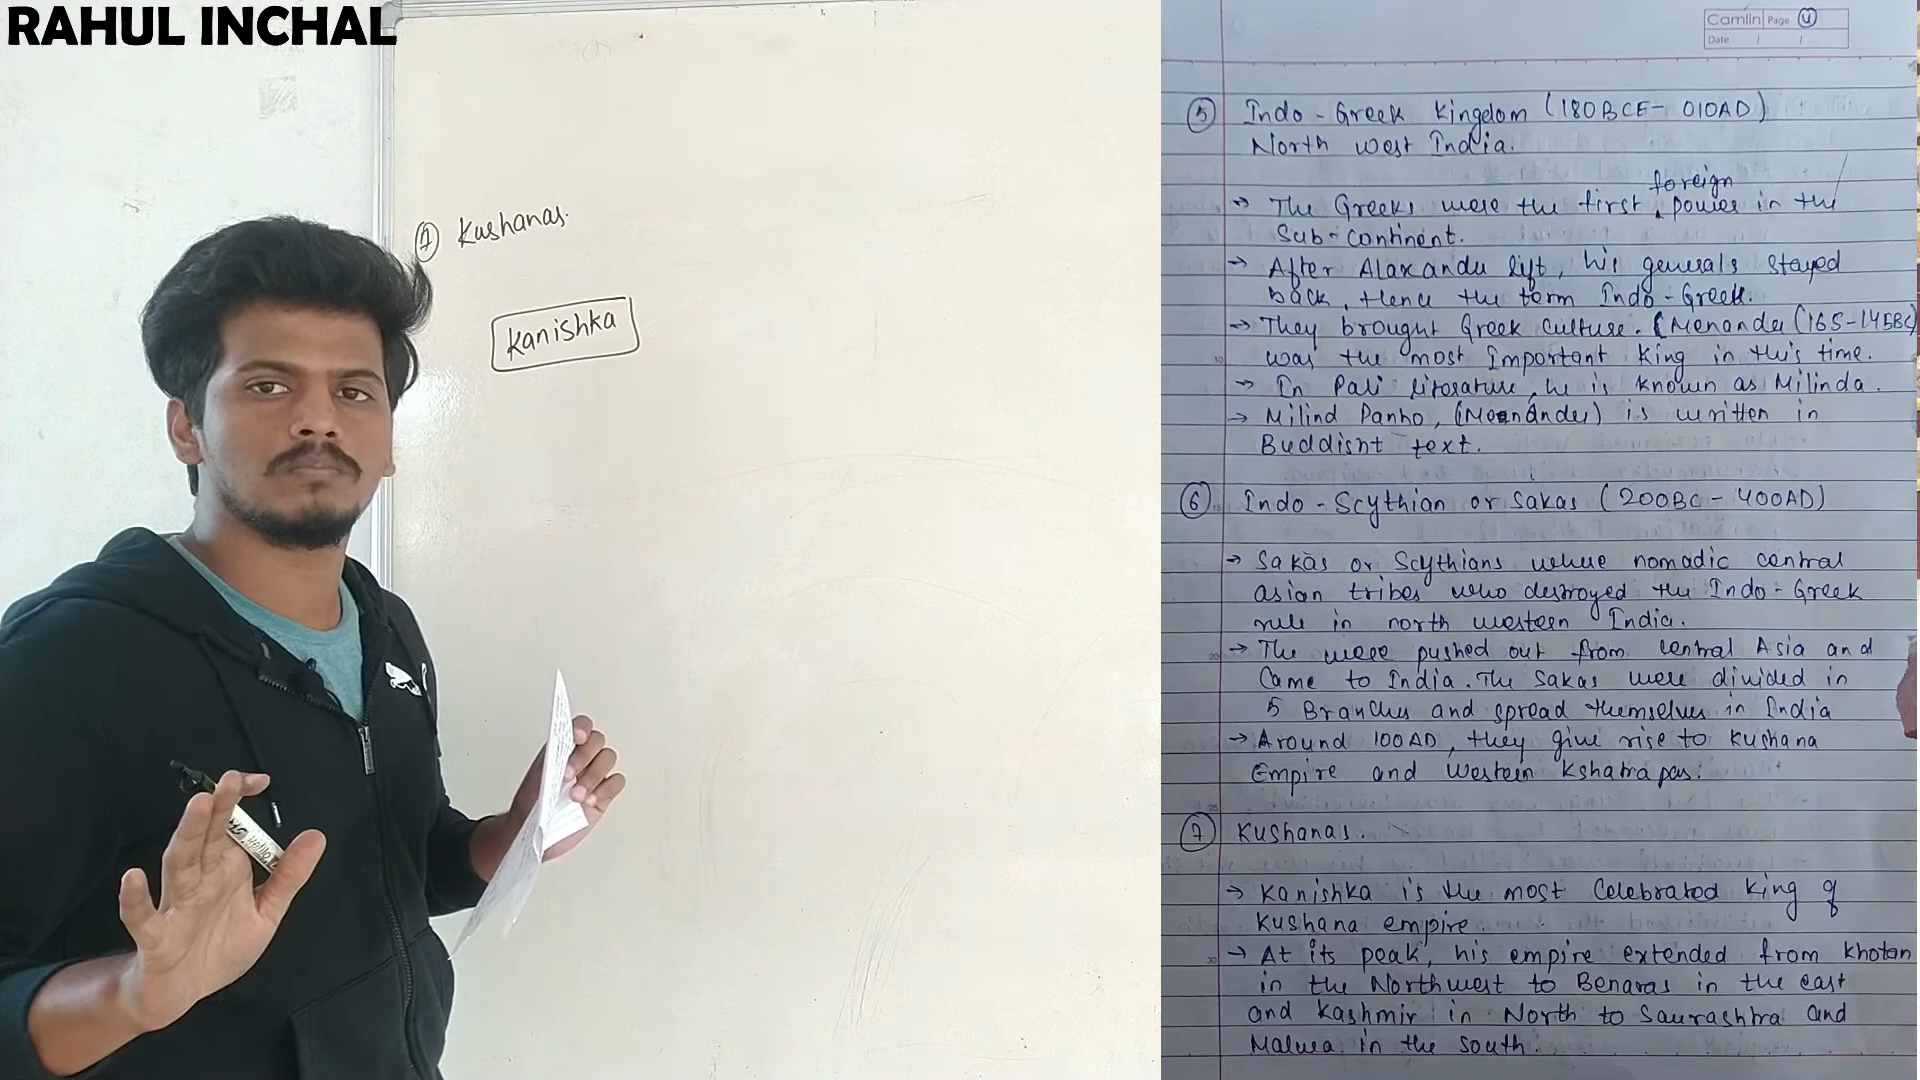 RAHUL INCHAL
7 Kushanas.
Kanishka
Camlin Page 4
Date / /
5 Indo - Greek Kingdom (180BCE - 010AD)
North west India.
foreign
→ The Greeks were the first ^ power in the
Sub-continent.
→ After Alaxander left, his generals stayed
back. Hence the term Indo-Greek.
→ They brought Greek culture. (Menander (165-145BC)
was the most Important King in this time.
→ In Pali literature, he is known as Milinda.
→ Milind Panho, (Menander) is written in
Buddisht text.
6 Indo - Scythian or Sakas (200BC - 400AD)
→ Sakas or Scythians where nomadic central
asian tribes who destroyed the Indo-Greek
rule in north western India.
→ The were pushed out from central Asia and
Came to India. The Sakas were divided in
5 Branches and spread themselves in India
→ Around 100AD, they give rise to Kushana
Empire and Western Kshatrapas.
7 Kushanas.
→ Kanishka is the most Celebrated King of
Kushana empire.
→ At its peak, his empire extended from Khotan
in the Northwest to Benaras in the east
and Kashmir in North to Saurashtra and
Malwa in the south.